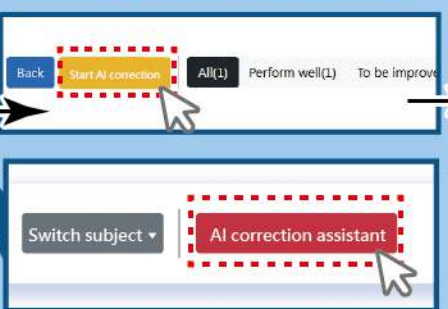 Back Start AI correction All(1) Perform well(1) To be improve
Switch subject AI correction assistant